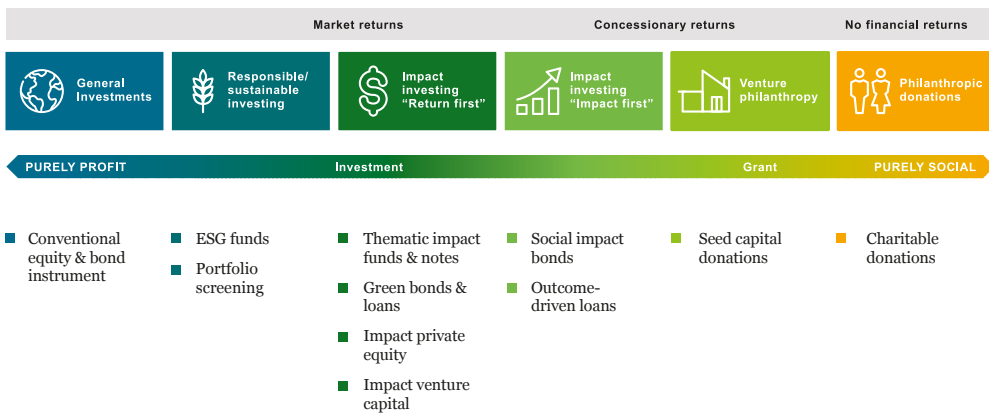 Market returns
Concessionary returns
No financial returns
General
Investments
Responsible/
sustainable
investing
Impact
investing
“Return first”
Impact
investing
“Impact first”
Venture
philanthropy
Philanthropic
donations
PURELY PROFIT
Investment
Grant
PURELY SOCIAL
Conventional
equity & bond
instrument
ESG funds
Portfolio
screening
Thematic impact
funds & notes
Green bonds &
loans
Impact private
equity
Impact venture
capital
Social impact
bonds
Outcome-
driven loans
Seed capital
donations
Charitable
donations